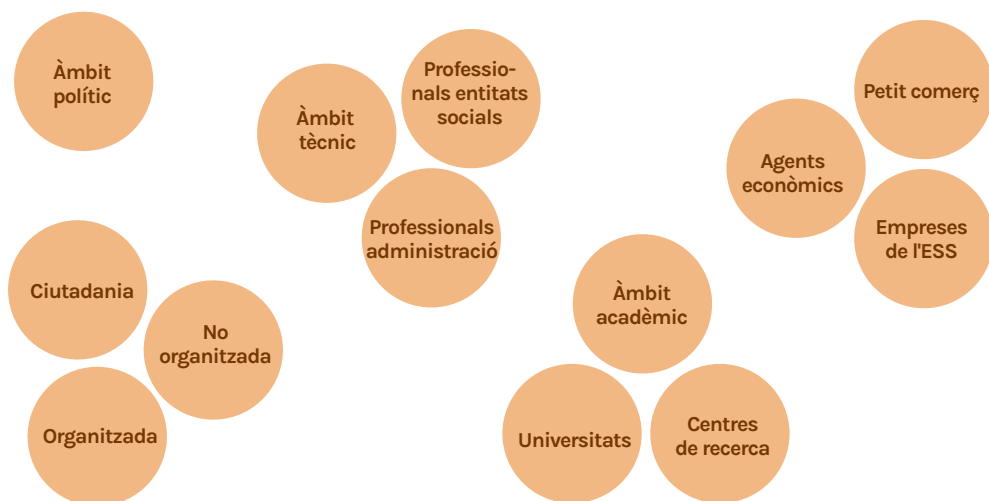 Àmbit
polític
Àmbit
tècnic
Professio-
nals entitats
socials
Professionals
administració
Agents
econòmics
Petit comerç
Empreses
de l'ESS
Ciutadania
No
organitzada
Organitzada
Àmbit
acadèmic
Universitats
Centres
de recerca